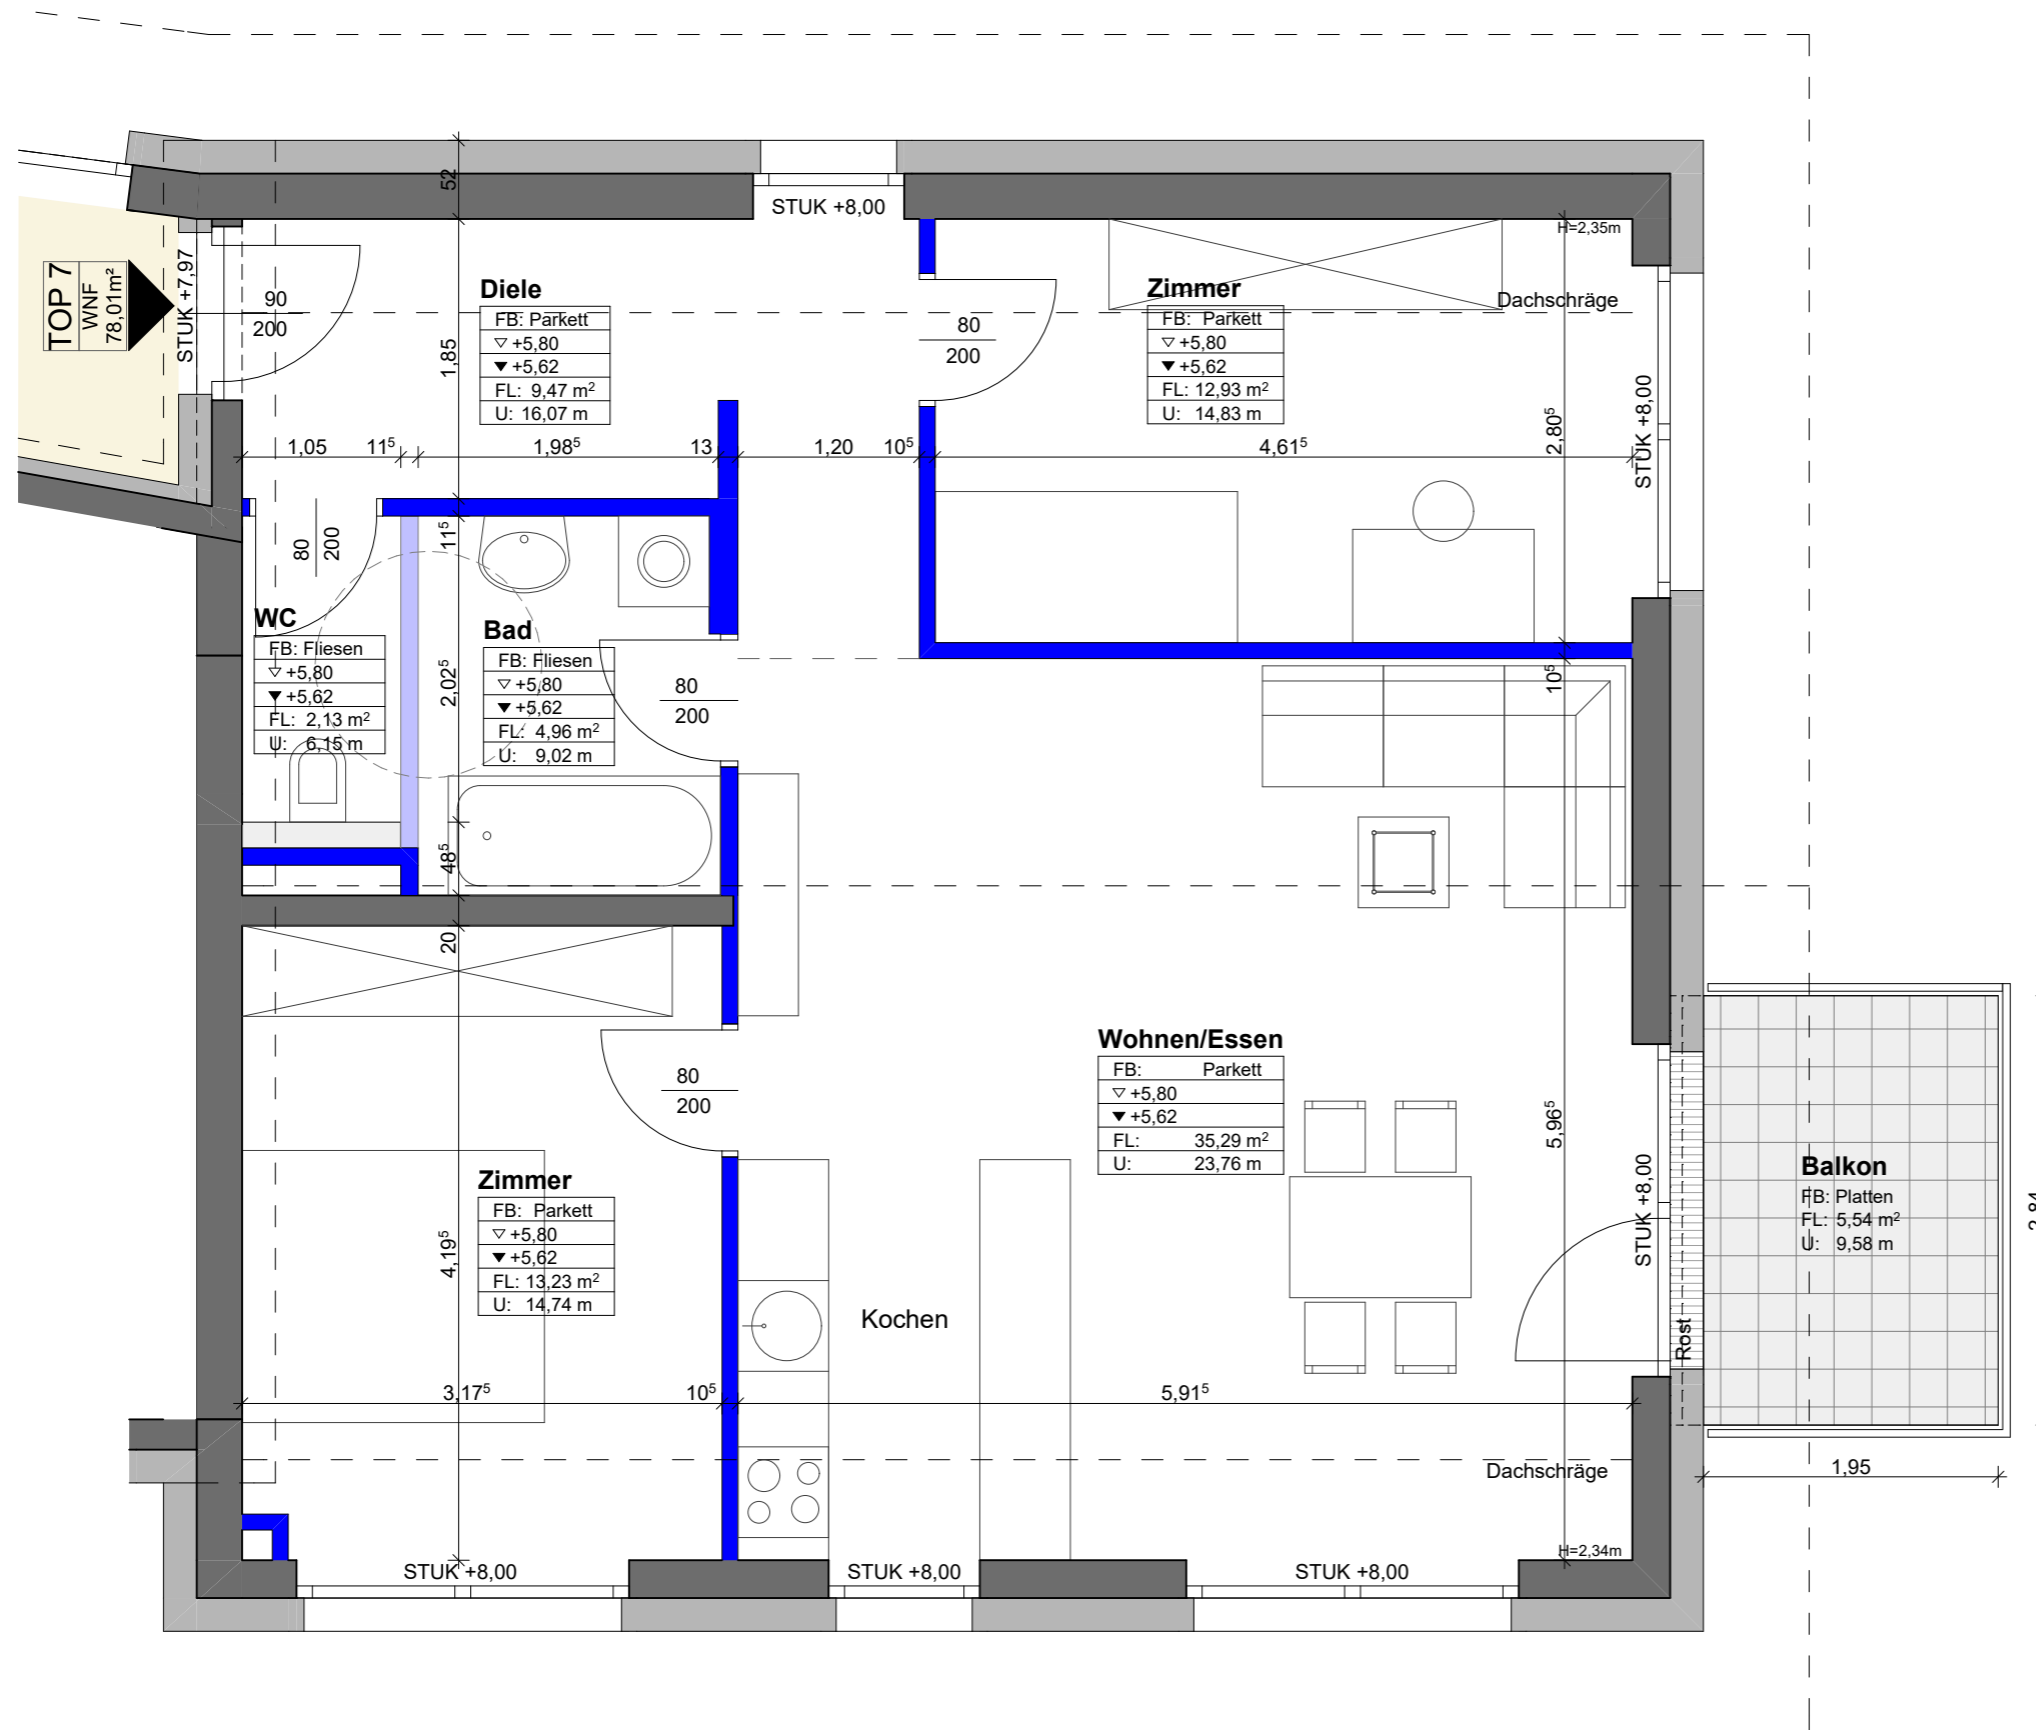 52
STUK +8,00
H=2,35m
TOP 7
WNF
78,01m²
STUK +7,97
90
200
Diele
FB: Parkett
▽ +5,80
▼ +5,62
FL: 9,47 m²
U: 16,07 m
1,85
80
200
Zimmer
FB: Parkett
▽ +5,80
▼ +5,62
FL: 12,93 m²
U: 14,83 m
Dachschräge
STUK +8,00
2,80⁵
1,05
11⁵
1,98⁵
13
1,20
10⁵
4,61⁵
80
200
11⁵
WC
FB: Fliesen
▽ +5,80
▼ +5,62
FL: 2,13 m²
U: 6,15 m
2,02⁵
Bad
FB: Fliesen
▽ +5,80
▼ +5,62
FL: 4,96 m²
U: 9,02 m
80
200
10⁵
48⁵
20
80
200
Wohnen/Essen
FB: Parkett
▽ +5,80
▼ +5,62
FL: 35,29 m²
U: 23,76 m
5,96⁵
STUK +8,00
Balkon
FB: Platten
FL: 5,54 m²
U: 9,58 m
2,84
Zimmer
FB: Parkett
▽ +5,80
▼ +5,62
FL: 13,23 m²
U: 14,74 m
4,19⁵
Kochen
Rost
3,17⁵
10⁵
5,91⁵
Dachschräge
1,95
H=2,34m
STUK +8,00
STUK +8,00
STUK +8,00